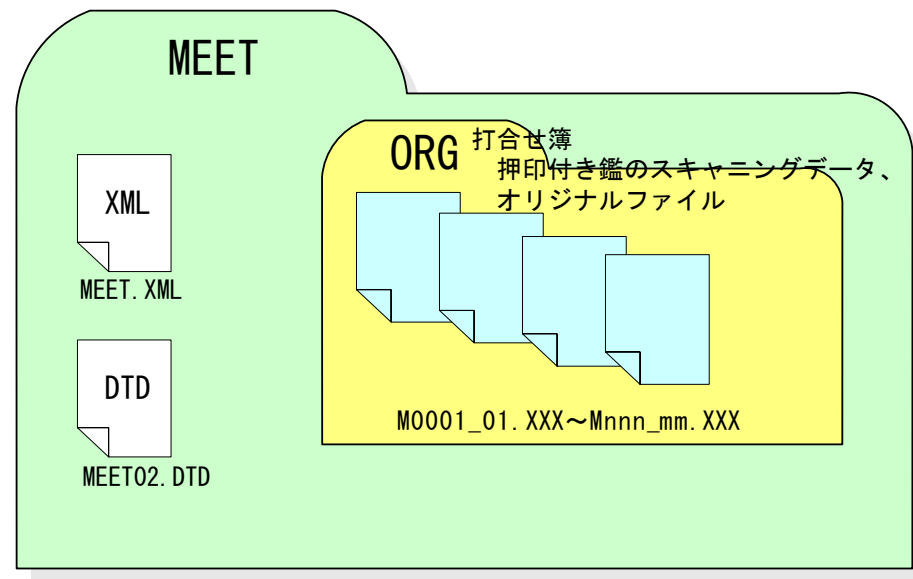 MEET
ORG
打合せ簿
押印付き鑑のスキャニングデータ、
オリジナルファイル
XML
MEET.XML
DTD
MEET02.DTD
M0001_01.XXX～Mnnn_mm.XXX